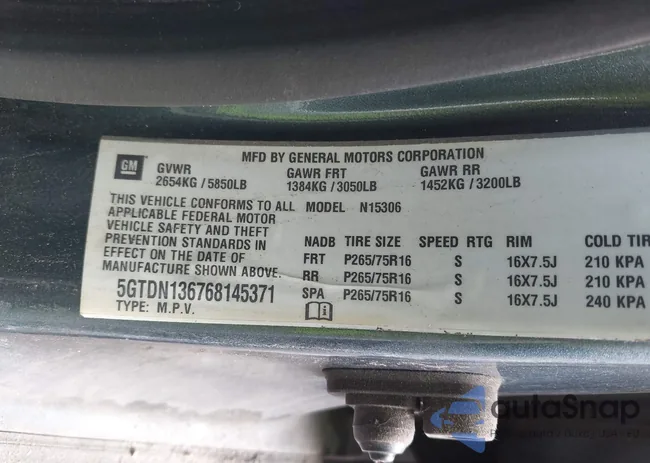 MFD BY GENERAL MOTORS CORPORATION
GM
GVWR GAWR FRT GAWR RR
2654KG / 5850LB 1384KG / 3050LB 1452KG / 3200LB
THIS VEHICLE CONFORMS TO ALL MODEL N15306
APPLICABLE FEDERAL MOTOR
VEHICLE SAFETY AND THEFT
PREVENTION STANDARDS IN
EFFECT ON THE DATE OF
MANUFACTURE SHOWN ABOVE.
5GTDN136768145371
TYPE: M.P.V.
NADB TIRE SIZE SPEED RTG RIM COLD TIR
FRT P265/75R16 S 16X7.5J 210 KPA
RR P265/75R16 S 16X7.5J 210 KPA
SPA P265/75R16 S 16X7.5J 240 KPA
autoSnap